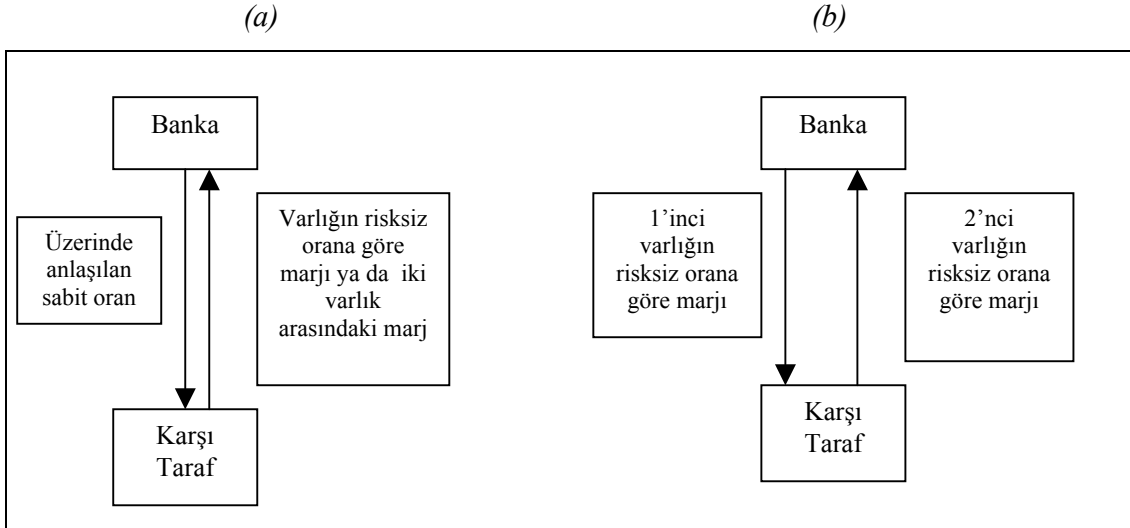 (a)
Banka
Üzerinde
anlaşılan
sabit oran
Varlığın risksiz
orana göre
marjı ya da iki
varlık
arasındaki marj
Karşı
Taraf
(b)
Banka
1’inci
varlığın
risksiz orana
göre marjı
2’nci
varlığın
risksiz orana
göre marjı
Karşı
Taraf